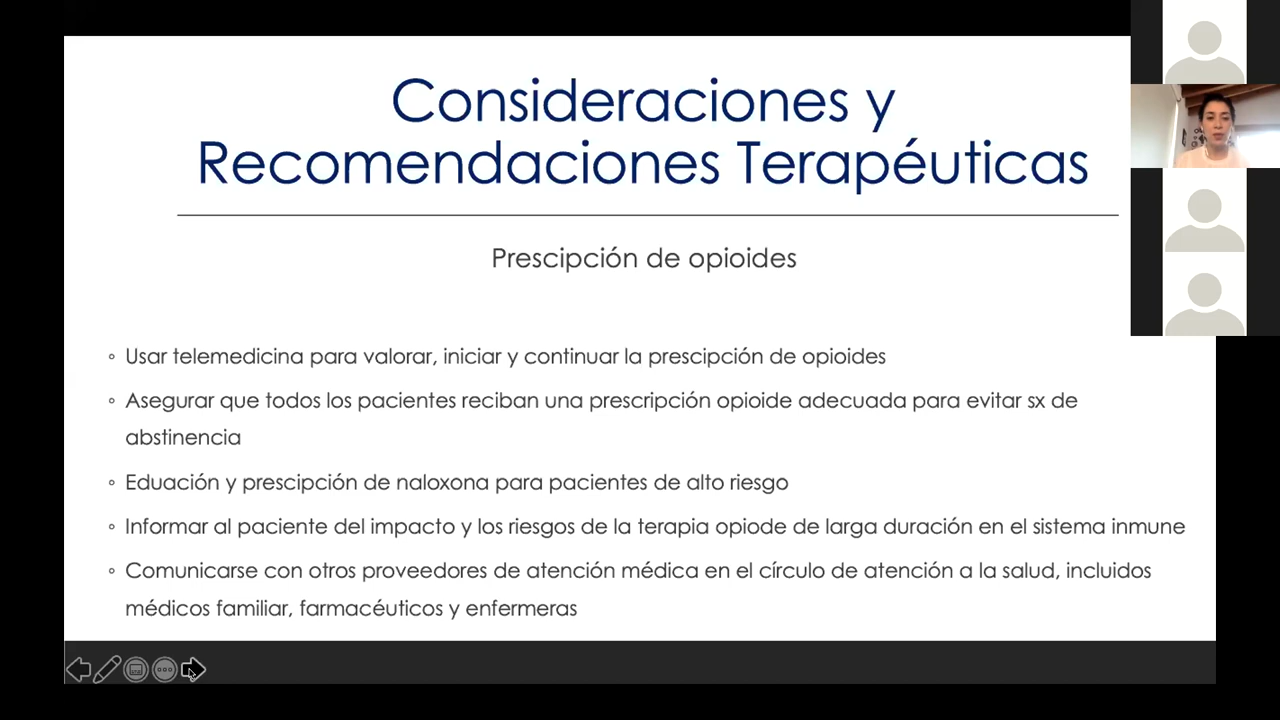 Consideraciones y
Recomendaciones Terapéuticas
Prescipción de opioides
◦ Usar telemedicina para valorar, iniciar y continuar la prescipción de opioides
◦ Asegurar que todos los pacientes reciban una prescripción opioide adecuada para evitar sx de
abstinencia
◦ Eduación y prescipción de naloxona para pacientes de alto riesgo
◦ Informar al paciente del impacto y los riesgos de la terapia opiode de larga duración en el sistema inmune
◦ Comunicarse con otros proveedores de atención médica en el círculo de atención a la salud, incluidos
médicos familiar, farmacéuticos y enfermeras